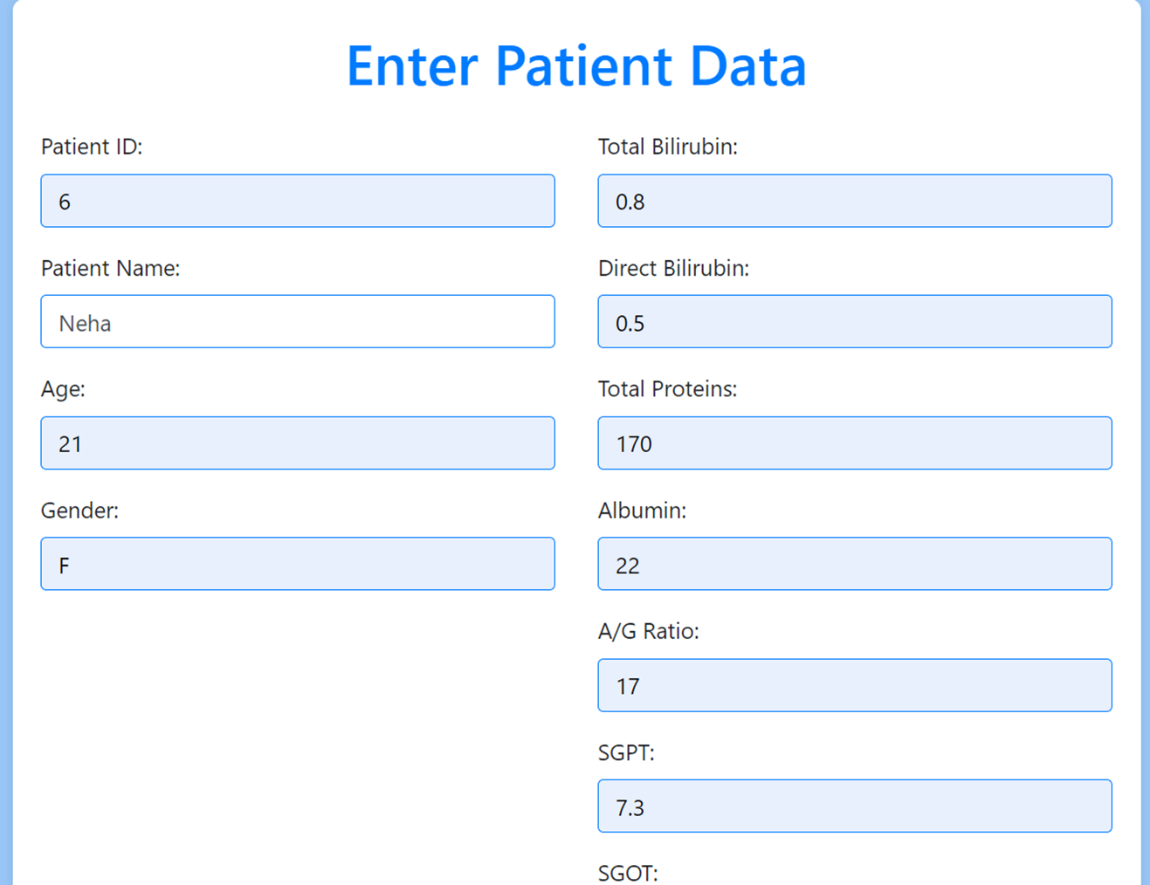 Enter Patient Data
Patient ID:
6
Patient Name:
Neha
Age:
21
Gender:
F
Total Bilirubin:
0.8
Direct Bilirubin:
0.5
Total Proteins:
170
Albumin:
22
A/G Ratio:
17
SGPT:
7.3
SGOT: